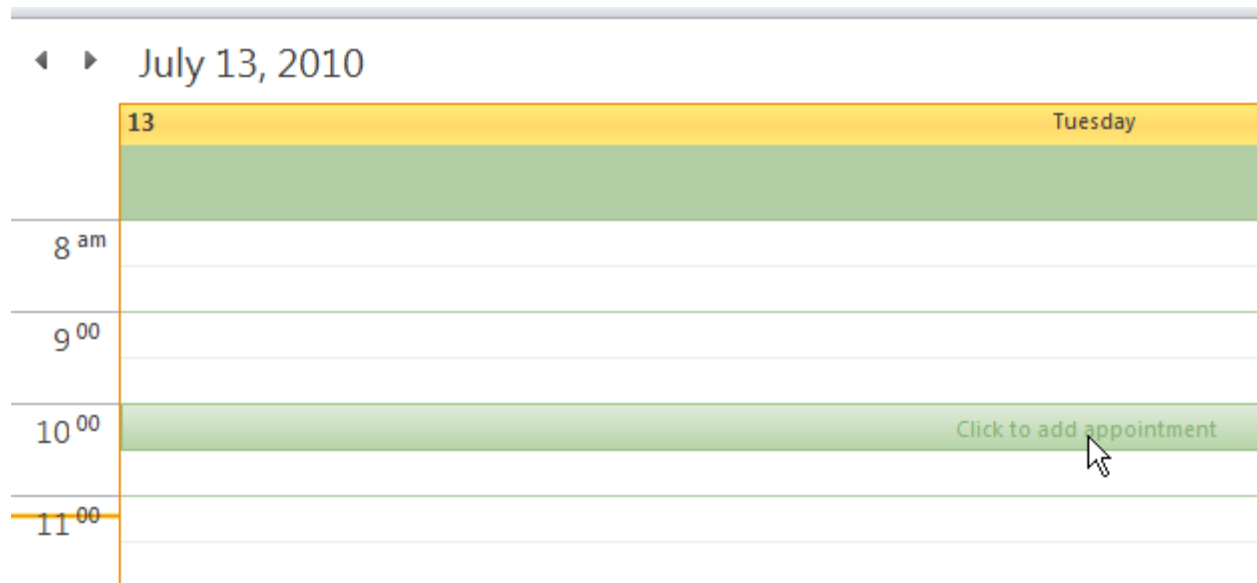 July 13, 2010
13 Tuesday
8 am
9 00
10 00 Click to add appointment
11 00